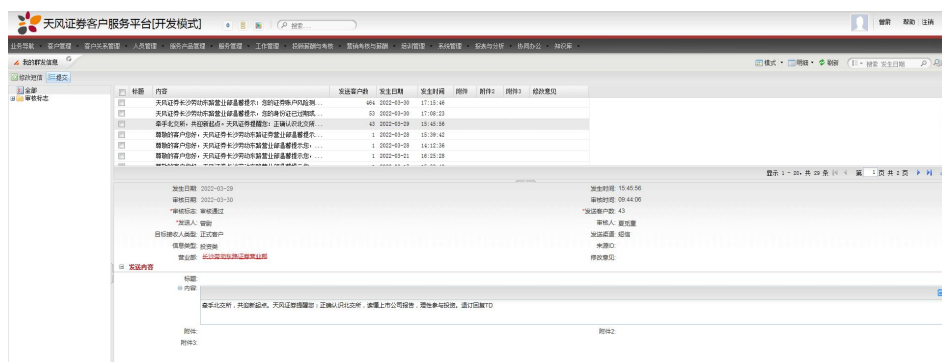 天风证券客户服务平台[开发模式]
搜索...
曾尉 帮助 注销
业务导航 客户管理 客户关系管理 人员管理 服务产品管理 服务管理 工作管理 投顾薪酬与考核 营销考核与薪酬 培训管理 系统管理 报表与分析 协同办公 知识库
我的群发信息
模式 明细 刷新 搜索 发生日期
修改短信 提交
全部
审核标志
标题 内容 发送客户数 发生日期 发生时间 附件 附件2 附件3 修改意见
天风证券长沙劳动东路营业部温馨提示：您的证券账户风险测... 464 2022-03-30 17:15:46
天风证券长沙劳动东路营业部温馨提示：您的身份证已过期或... 53 2022-03-30 17:08:23
牵手北交所，共迎新起点。天风证券提醒您：正确认识北交所... 43 2022-03-29 15:45:56
尊敬的客户您好，天风证券长沙劳动东路证券营业部温馨提示... 1 2022-03-28 15:39:42
尊敬的客户您好，天风证券长沙劳动东路营业部温馨提示您，... 1 2022-03-28 14:12:36
尊敬的客户您好，天风证券长沙劳动东路营业部温馨提示您，... 1 2022-03-21 16:25:28
显示 1 - 20，共 29 条 第 1 页 共 2 页
发生日期: 2022-03-29 发生时间: 15:45:56
审核日期: 2022-03-30 审核时间: 09:44:06
*审核标志: 审核通过 *发送客户数: 43
*发送人: 曾尉 审核人:
目标接收人类型: 正式客户 发送渠道: 短信
信息类型: 投资类 来源ID:
营业部: 长沙劳动东路证券营业部 修改意见:
发送内容
标题:
内容:
牵手北交所，共迎新起点。天风证券提醒您：正确认识北交所，读懂上市公司报告，理性参与投资。退订回复TD
附件: 附件2:
附件3: